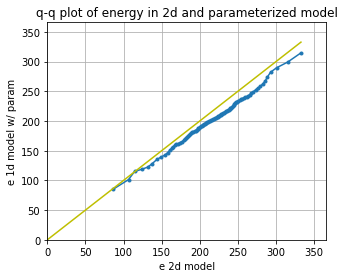 q-q plot of energy in 2d and parameterized model
350
300
250
200
150
100
50
0
e 1d model w/ param
0 50 100 150 200 250 300 350
e 2d model